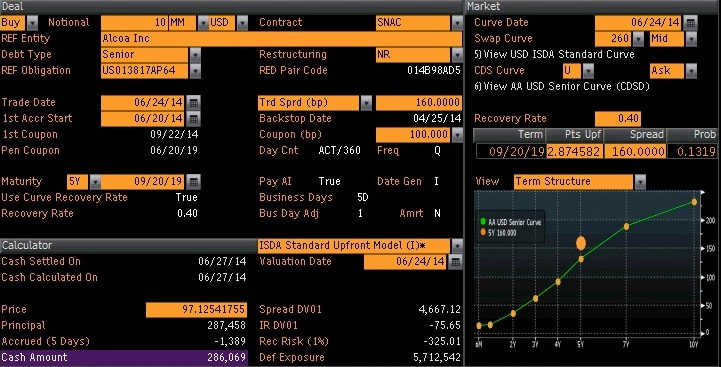 Deal
Buy Notional 10 MM USD Contract SNAC
REF Entity Alcoa Inc
Debt Type Senior Restructuring NR
REF Obligation US013817AP64 RED Pair Code 014B98AD5
Trade Date 06/24/14 Trd Sprd (bp) 160.0000
1st Accr Start 06/20/14 Backstop Date 04/25/14
1st Coupon 09/22/14 Coupon (bp) 100.000
Pen Coupon 06/20/19 Day Cnt ACT/360 Freq Q
Maturity 5Y 09/20/19 Pay AI True Date Gen I
Use Curve Recovery Rate True Business Days 5D
Recovery Rate 0.40 Bus Day Adj 1 Amrt N
Calculator ISDA Standard Upfront Model (I)*
Cash Settled On 06/27/14 Valuation Date 06/24/14
Cash Calculated On 06/27/14
Price 97.12541755 Spread DV01 4,667.12
Principal 287,458 IR DV01 -75.65
Accrued (5 Days) -1,389 Rec Risk (1%) -325.01
Cash Amount 286,069 Def Exposure 5,712,542
Market
Curve Date 06/24/14
Swap Curve 260 Mid
5) View USD ISDA Standard Curve
CDS Curve U Ask
6) View AA USD Senior Curve (CDSD)
Recovery Rate 0.40
Term Pts Upf Spread Prob
09/20/19 2.874582 160.0000 0.1319
View Term Structure
AA USD Senior Curve
5Y 160.000
200
150
100
50
0
6M 2Y 3Y 4Y 5Y 7Y 10Y